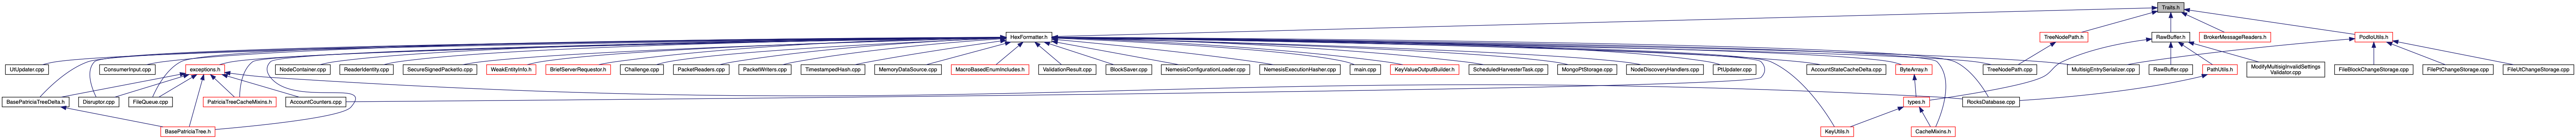 Traits.h
HexFormatter.h
TreeNodePath.h
RawBuffer.h
BrokerMessageReaders.h
PodIoUtils.h
UtUpdater.cpp
ConsumerInput.cpp
exceptions.h
NodeContainer.cpp
ReaderIdentity.cpp
SecureSignedPacketIo.cpp
WeakEntityInfo.h
BriefServerRequestor.h
Challenge.cpp
PacketReaders.cpp
PacketWriters.cpp
TimestampedHash.cpp
MemoryDataSource.cpp
MacroBasedEnumIncludes.h
ValidationResult.cpp
BlockSaver.cpp
NemesisConfigurationLoader.cpp
NemesisExecutionHasher.cpp
main.cpp
KeyValueOutputBuilder.h
ScheduledHarvesterTask.cpp
MongoPtStorage.cpp
NodeDiscoveryHandlers.cpp
PtUpdater.cpp
AccountStateCacheDelta.cpp
ByteArray.h
TreeNodePath.cpp
MultisigEntrySerializer.cpp
RawBuffer.cpp
PathUtils.h
ModifyMultisigInvalidSettings
Validator.cpp
FileBlockChangeStorage.cpp
FilePtChangeStorage.cpp
FileUtChangeStorage.cpp
BasePatriciaTreeDelta.h
Disruptor.cpp
FileQueue.cpp
PatriciaTreeCacheMixins.h
AccountCounters.cpp
types.h
RocksDatabase.cpp
BasePatriciaTree.h
KeyUtils.h
CacheMixins.h